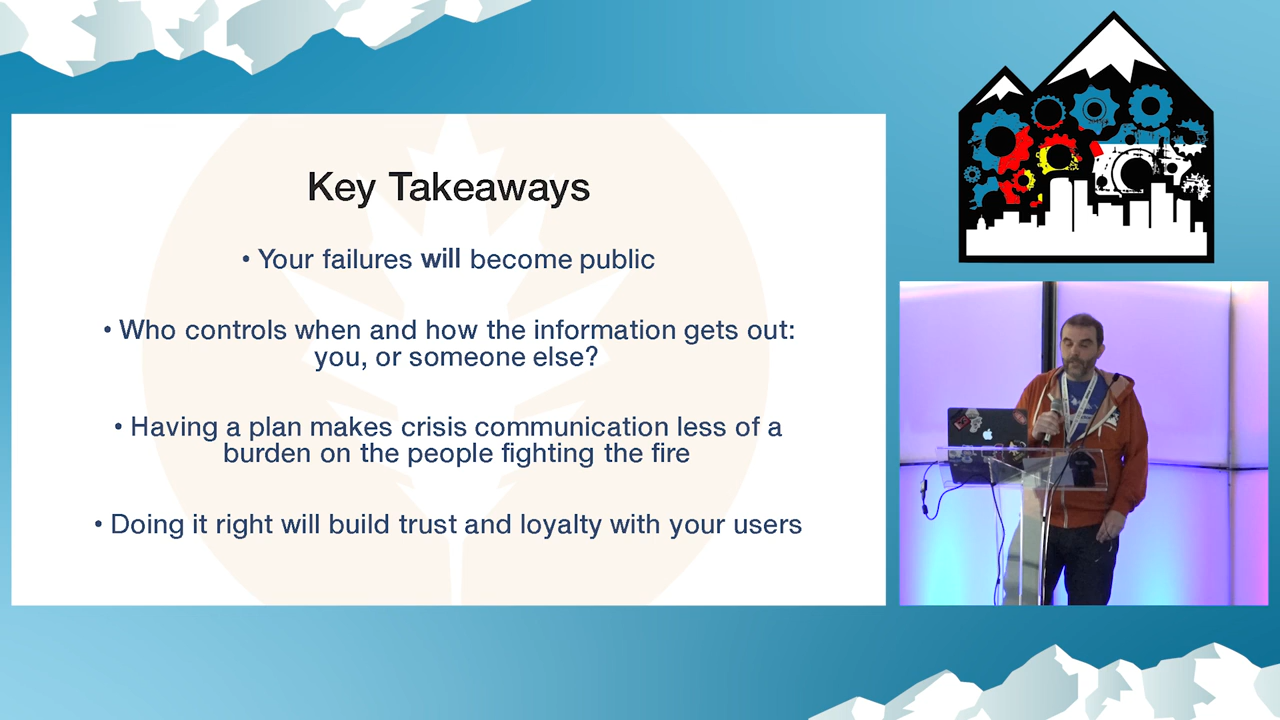 Key Takeaways
• Your failures will become public
• Who controls when and how the information gets out:
you, or someone else?
• Having a plan makes crisis communication less of a
burden on the people fighting the fire
• Doing it right will build trust and loyalty with your users